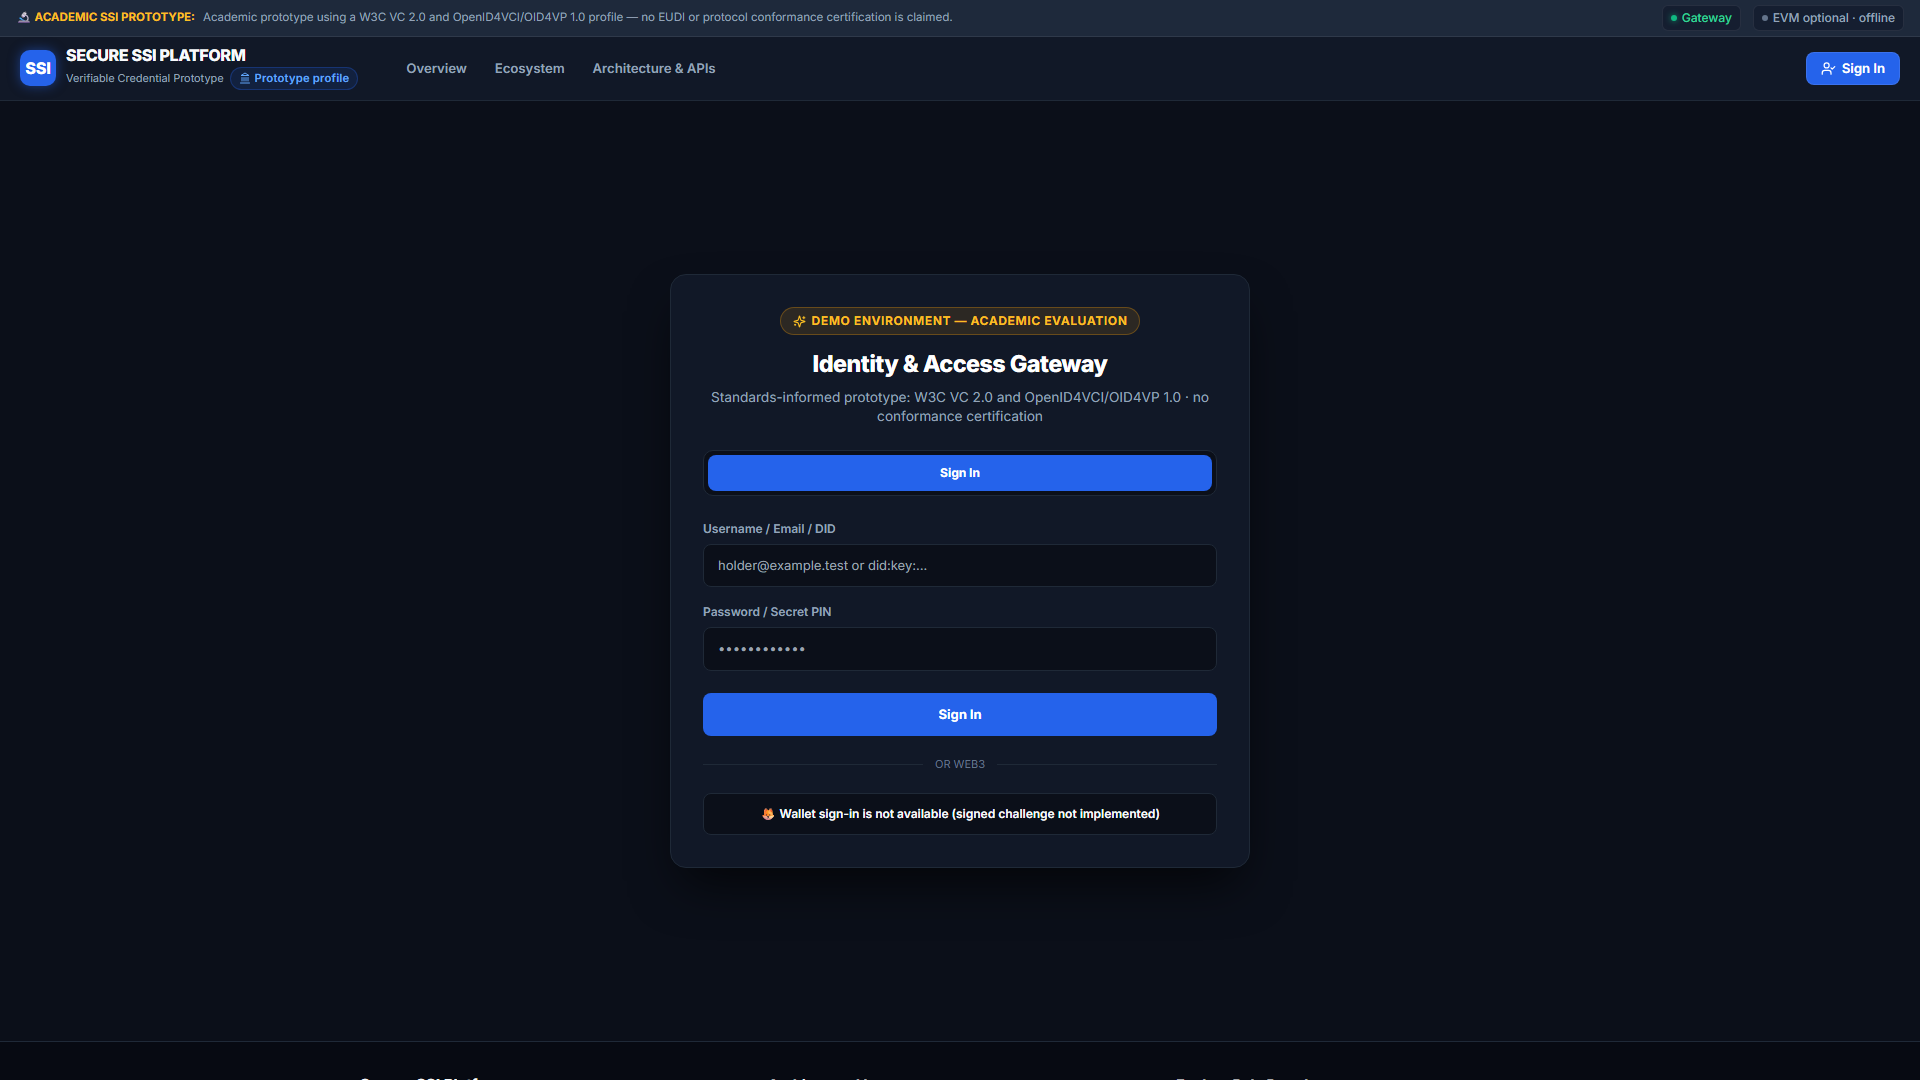 ACADEMIC SSI PROTOTYPE: Academic prototype using a W3C VC 2.0 and OpenID4VCI/OID4VP 1.0 profile — no EUDI or protocol conformance certification is claimed.
Gateway
EVM optional · offline
SSI
SECURE SSI PLATFORM
Verifiable Credential Prototype
Prototype profile
Overview
Ecosystem
Architecture & APIs
Sign In
DEMO ENVIRONMENT — ACADEMIC EVALUATION
Identity & Access Gateway
Standards-informed prototype: W3C VC 2.0 and OpenID4VCI/OID4VP 1.0 · no
conformance certification
Sign In
Username / Email / DID
holder@example.test or did:key:...
Password / Secret PIN
••••••••••••
Sign In
OR WEB3
Wallet sign-in is not available (signed challenge not implemented)